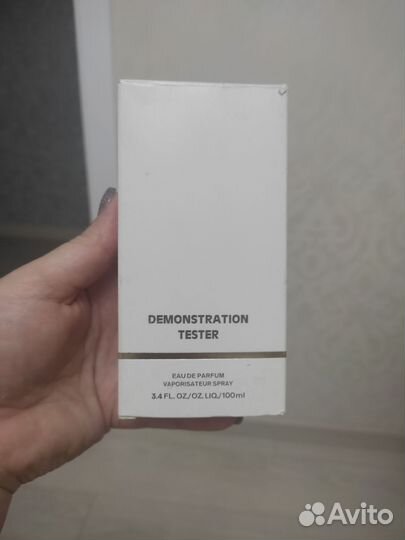 DEMONSTRATION
TESTER
EAU DE PARFUM
VAPORISATEUR SPRAY
3.4 FL. OZ./OZ. LIQ./100ml
Avito